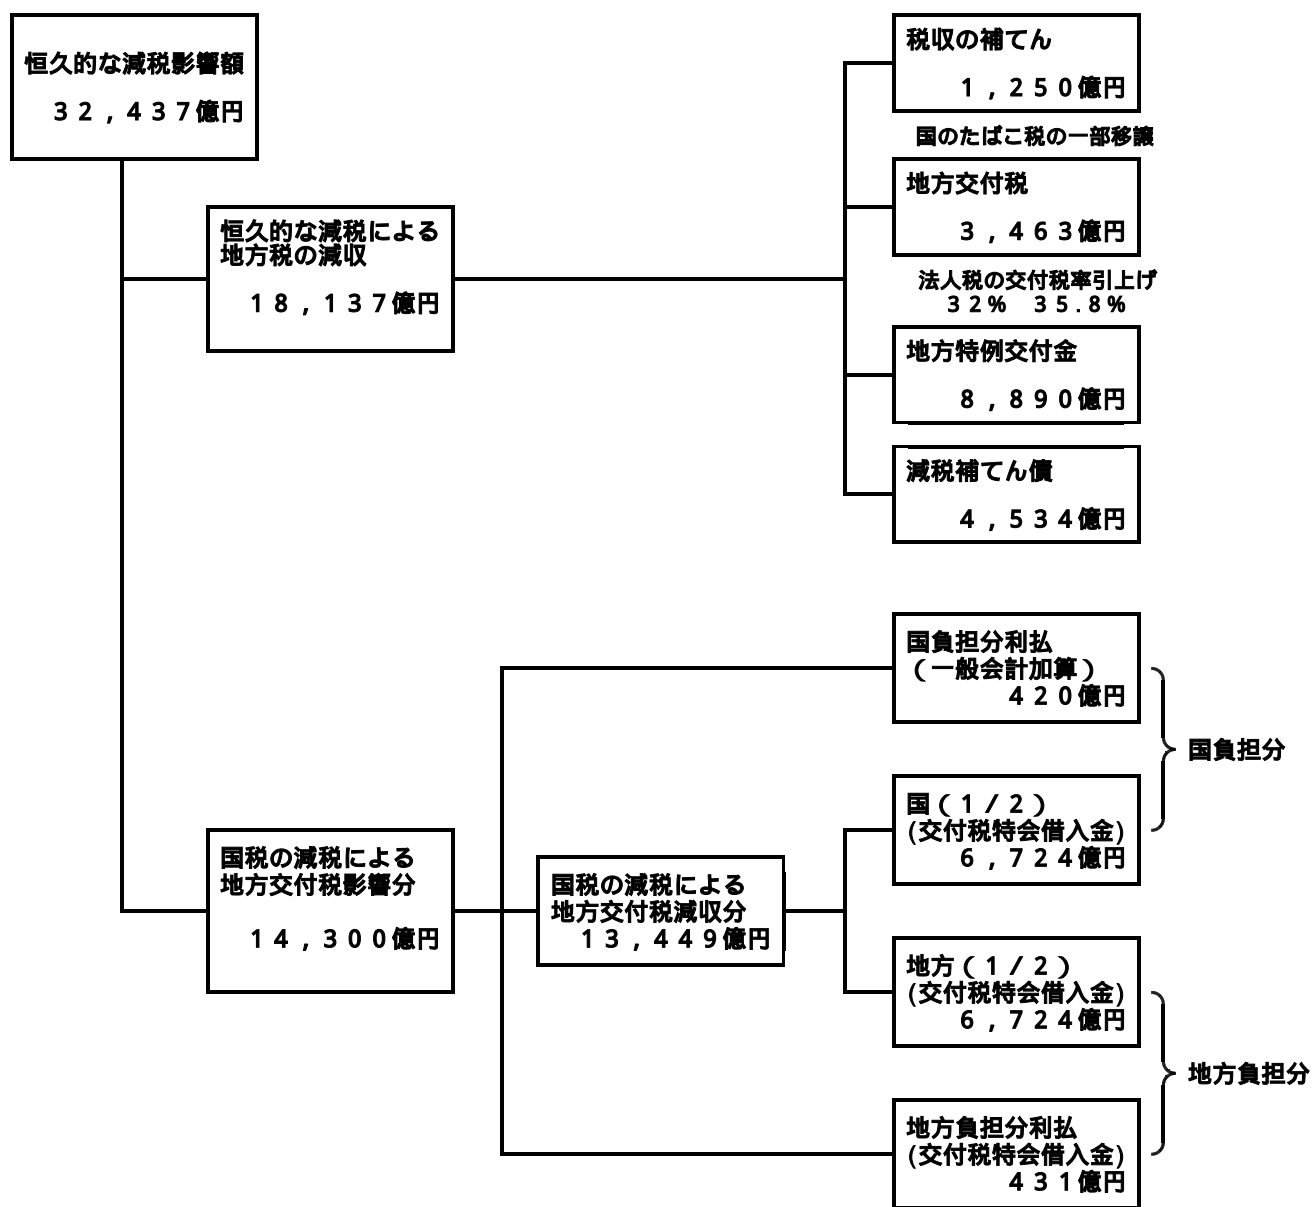 恒久的な減税影響額
３２，４３７億円
恒久的な減税による
地方税の減収
１８，１３７億円
税収の補てん
１，２５０億円
国のたばこ税の一部移譲
地方交付税
３，４６３億円
法人税の交付税率引上げ
３２％　３５.８％
地方特例交付金
８，８９０億円
減税補てん債
４，５３４億円
国税の減税による
地方交付税影響分
１４，３００億円
国税の減税による
地方交付税減収分
１３，４４９億円
国負担分利払
（一般会計加算）
４２０億円
国（１／２）
(交付税特会借入金)
６，７２４億円
国負担分
地方（１／２）
(交付税特会借入金)
６，７２４億円
地方負担分利払
(交付税特会借入金)
４３１億円
地方負担分